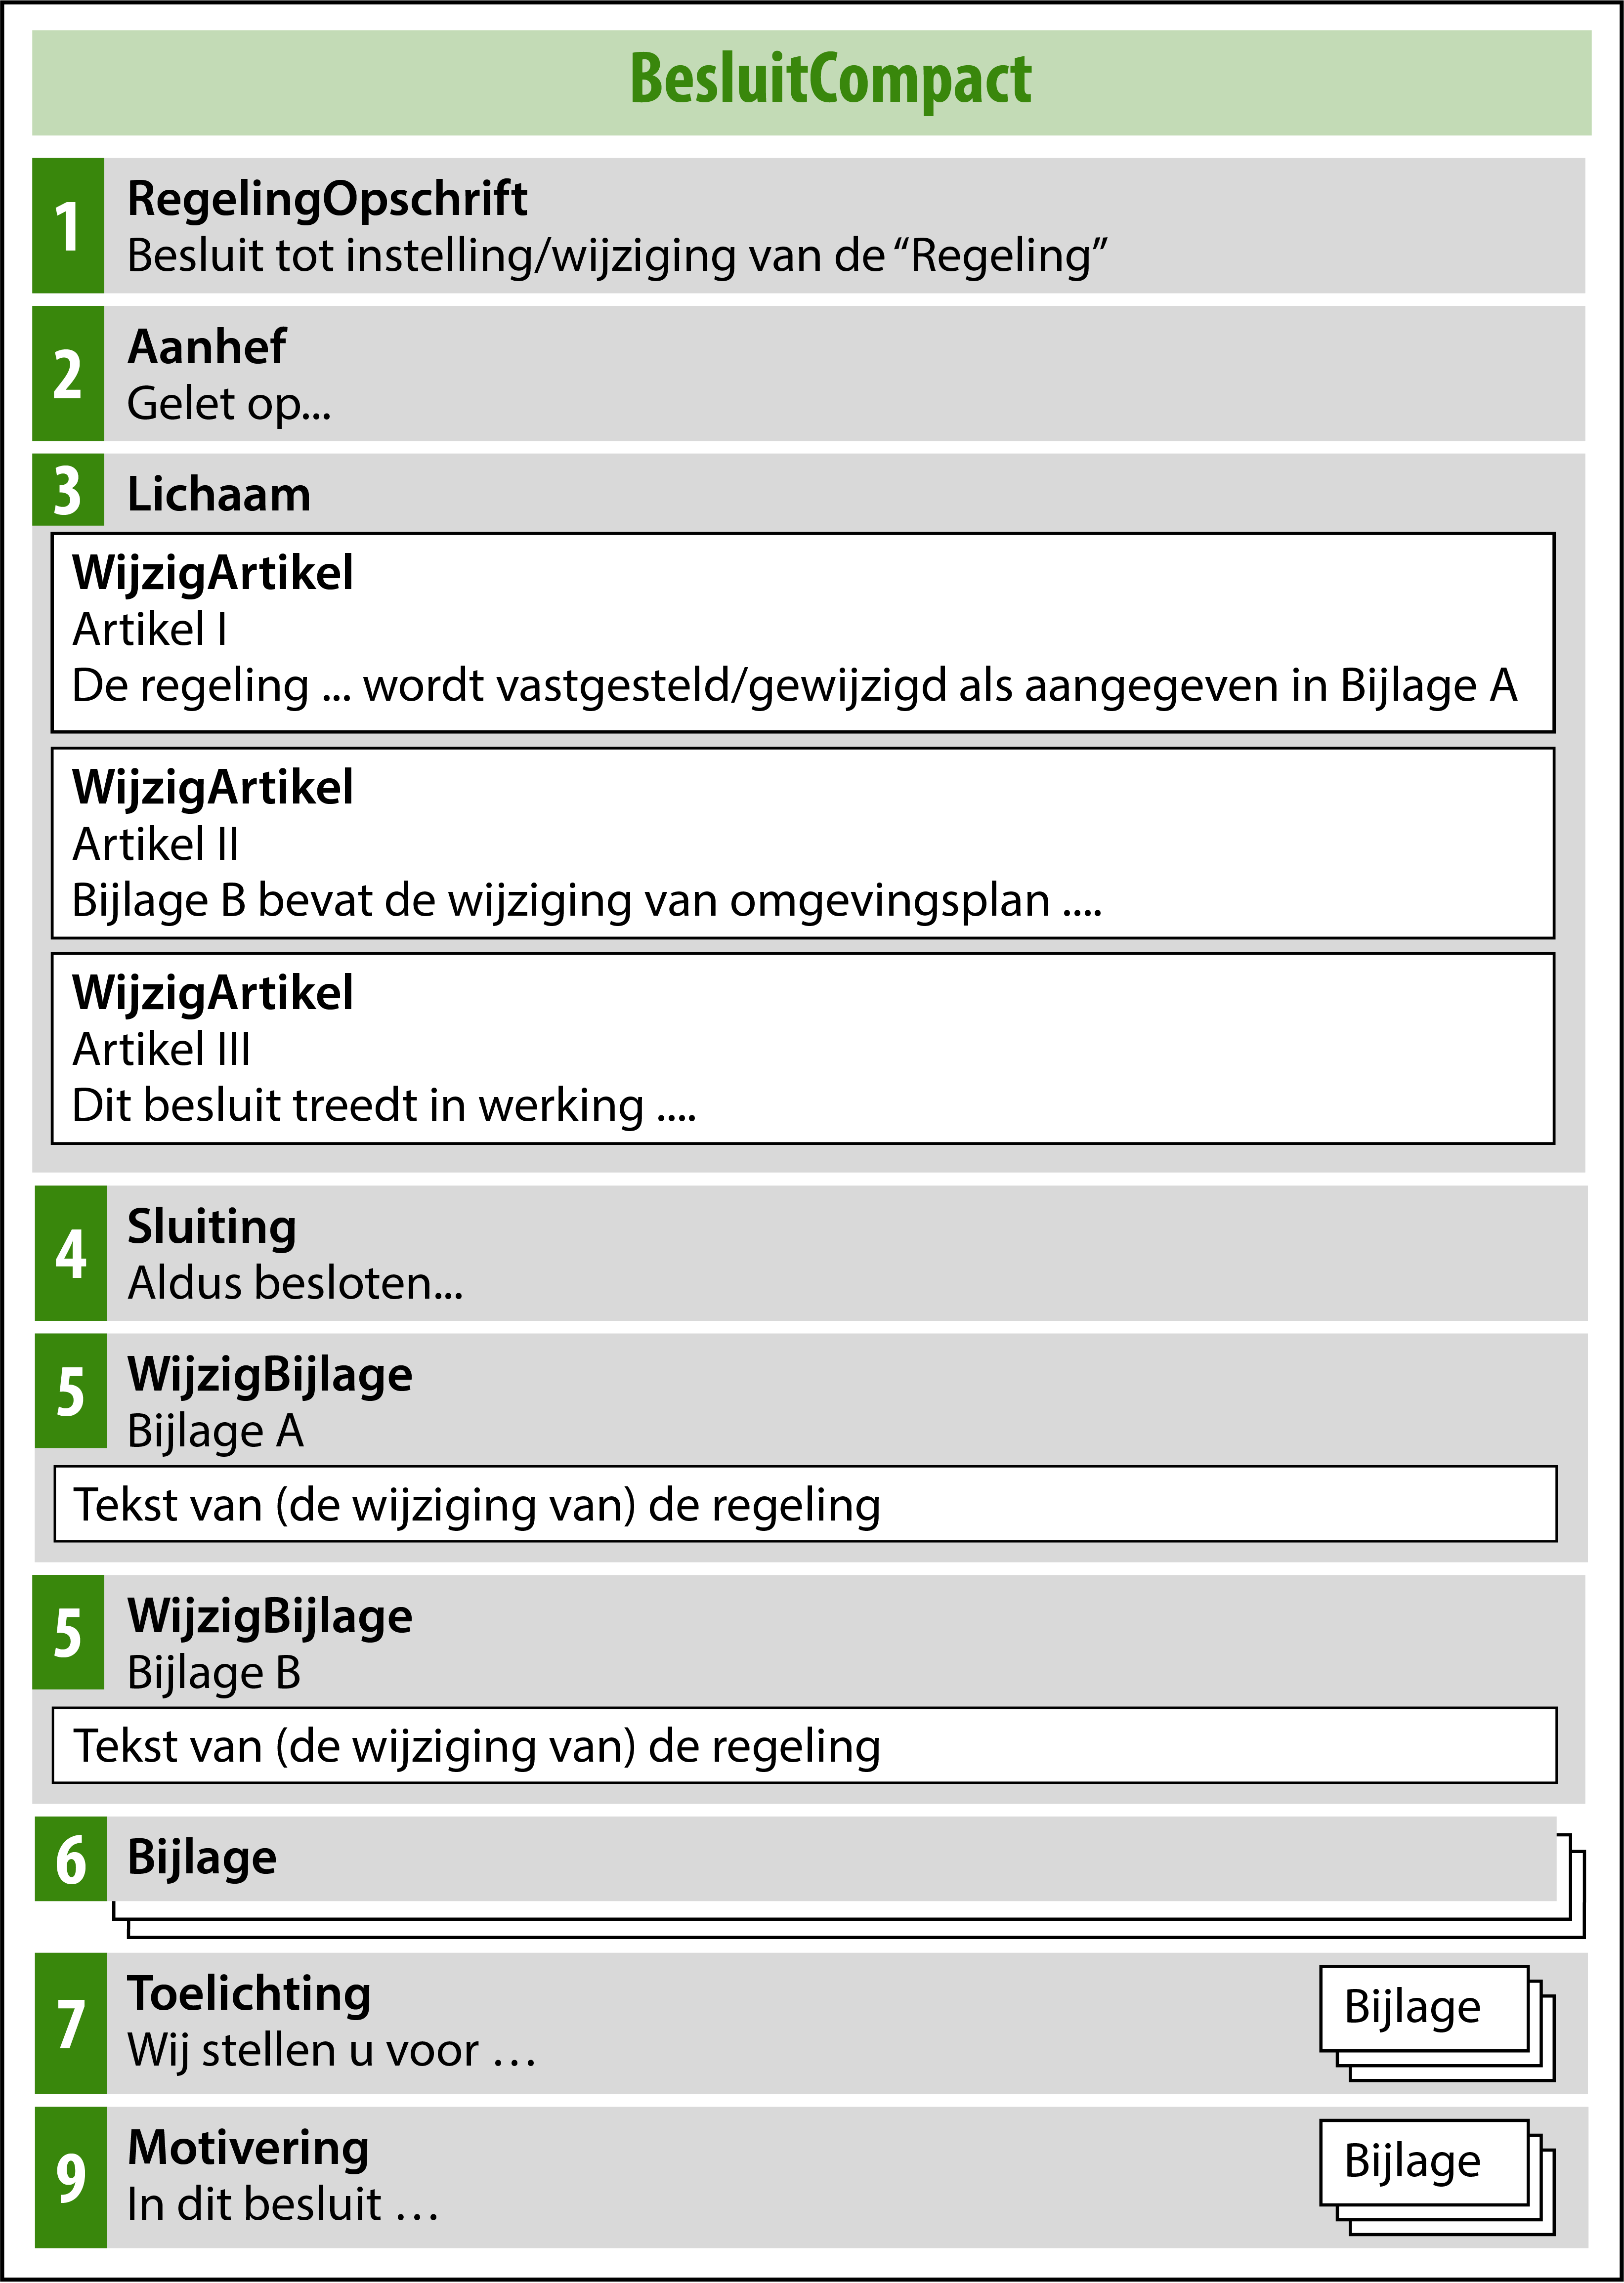 BesluitCompact
1
RegelingOpschrift
Besluit tot instelling/wijziging van de “Regeling”
2
Aanhef
Gelet op...
3
Lichaam
WijzigArtikel
Artikel I
De regeling ... wordt vastgesteld/gewijzigd als aangegeven in Bijlage A
WijzigArtikel
Artikel II
Bijlage B bevat de wijziging van omgevingsplan ....
WijzigArtikel
Artikel III
Dit besluit treedt in werking ....
4
Sluiting
Aldus besloten...
5
WijzigBijlage
Bijlage A
Tekst van (de wijziging van) de regeling
5
WijzigBijlage
Bijlage B
Tekst van (de wijziging van) de regeling
6
Bijlage
7
Toelichting
Wij stellen u voor …
Bijlage
9
Motivering
In dit besluit …
Bijlage